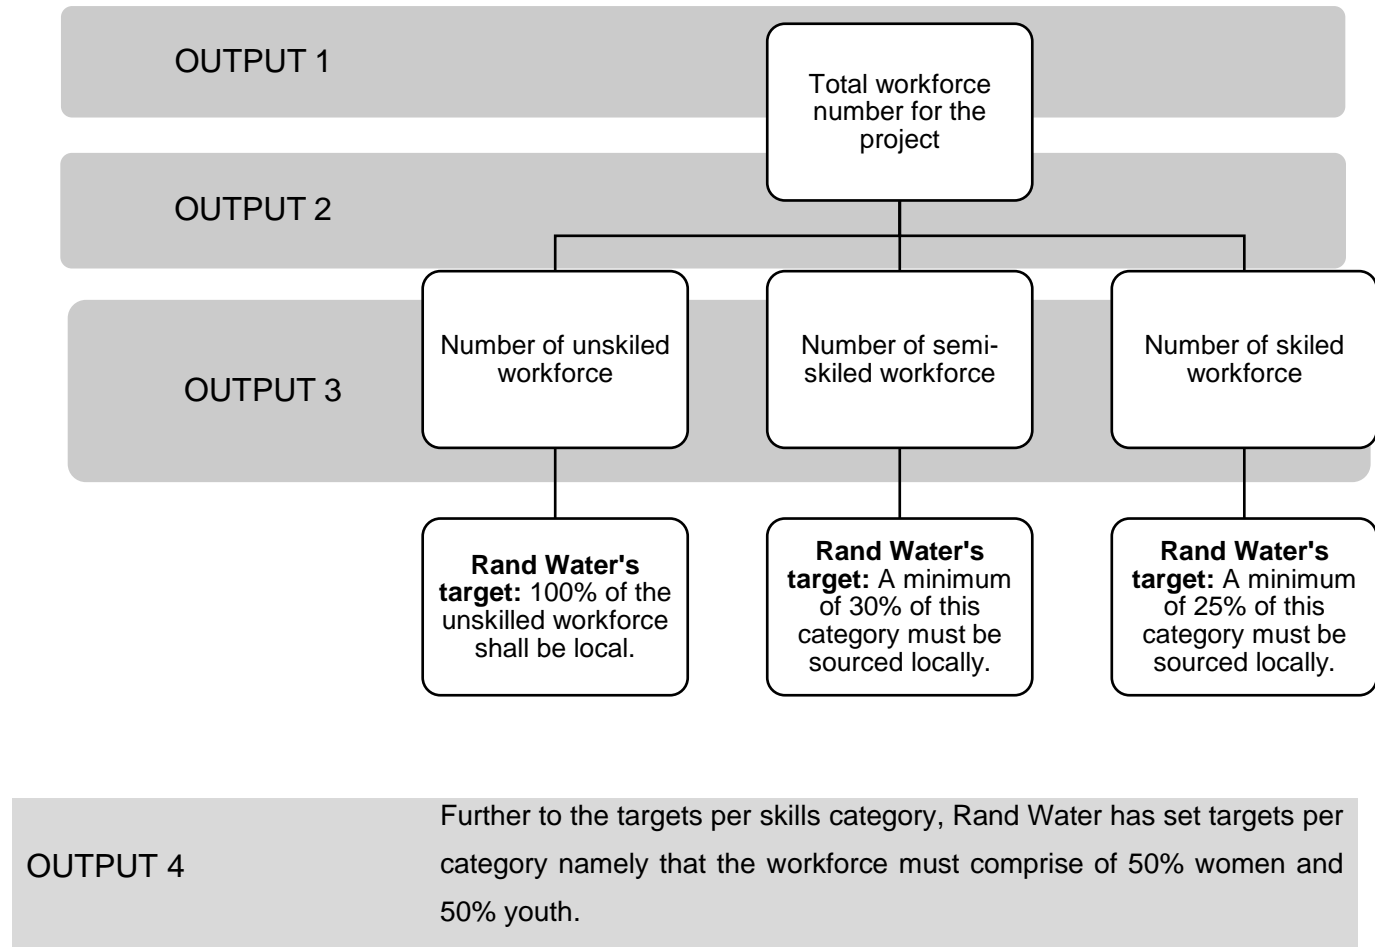 OUTPUT 1
Total workforce
number for the
project
OUTPUT 2
Number of unskiled
workforce
Number of semi-
skiled workforce
Number of skiled
workforce
OUTPUT 3
Rand Water's
target: 100% of the
unskilled workforce
shall be local.
Rand Water's
target: A minimum
of 30% of this
category must be
sourced locally.
Rand Water's
target: A minimum
of 25% of this
category must be
sourced locally.
OUTPUT 4
Further to the targets per skills category, Rand Water has set targets per
category namely that the workforce must comprise of 50% women and
50% youth.